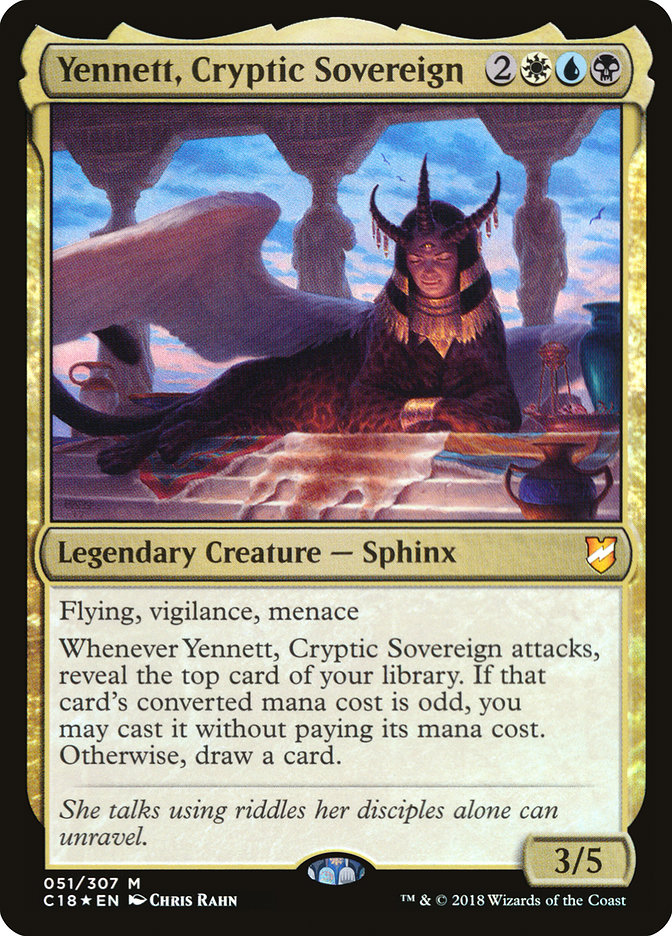 Yennett, Cryptic Sovereign 2
Legendary Creature — Sphinx
Flying, vigilance, menace
Whenever Yennett, Cryptic Sovereign attacks,
reveal the top card of your library. If that
card's converted mana cost is odd, you
may cast it without paying its mana cost.
Otherwise, draw a card.
She talks using riddles her disciples alone can
unravel.
3/5
051/307 M
C18★EN Chris Rahn
™ & © 2018 Wizards of the Coast